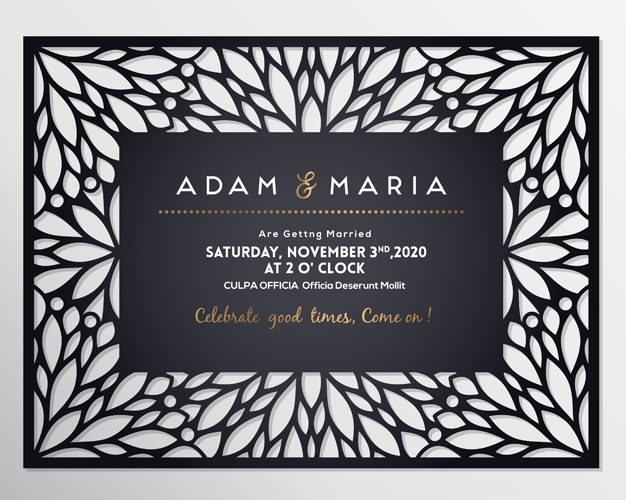 ADAM & MARIA
Are Gettng Married
SATURDAY, NOVEMBER 3ND,2020
AT 2 O' CLOCK
CULPA OFFICIA Officia Deserunt Mollit
Celebrate good times, Come on !